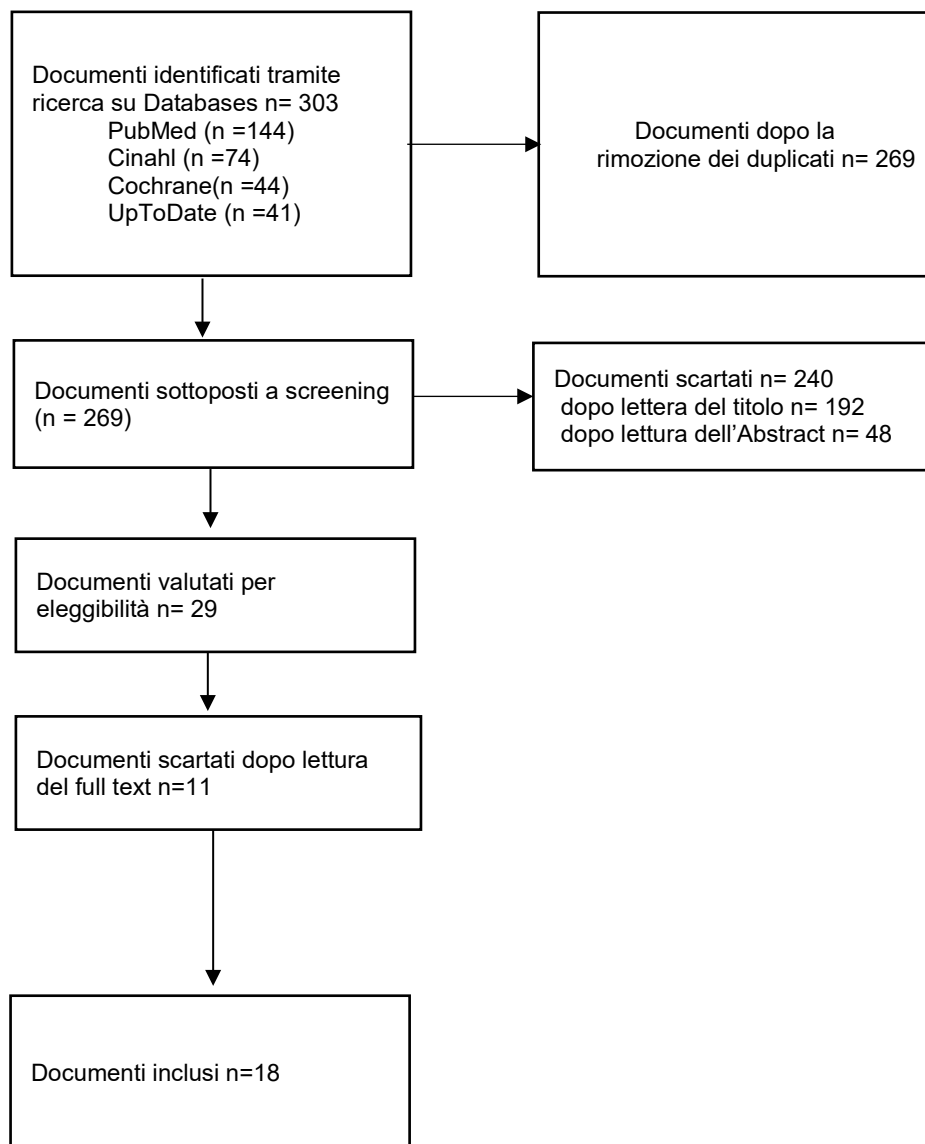 Documenti identificati tramite
ricerca su Databases n= 303
PubMed (n =144)
Cinahl (n =74)
Cochrane(n =44)
UpToDate (n =41)
Documenti dopo la
rimozione dei duplicati n= 269
Documenti sottoposti a screening
(n = 269)
Documenti scartati n= 240
dopo lettera del titolo n= 192
dopo lettura dell’Abstract n= 48
Documenti valutati per
eleggibilità n= 29
Documenti scartati dopo lettura
del full text n=11
Documenti inclusi n=18